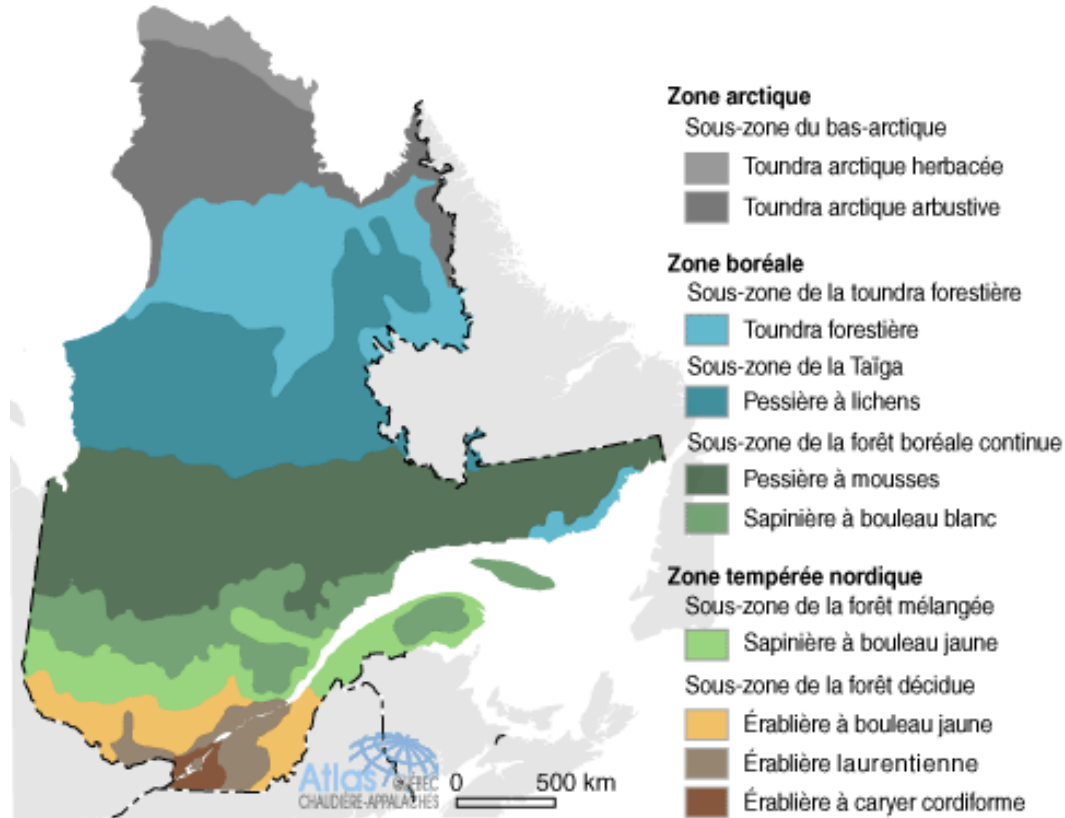 Zone arctique
Sous-zone du bas-arctique
Toundra arctique herbacée
Toundra arctique arbustive
Zone boréale
Sous-zone de la toundra forestière
Toundra forestière
Sous-zone de la Taïga
Pessière à lichens
Sous-zone de la forêt boréale continue
Pessière à mousses
Sapinière à bouleau blanc
Zone tempérée nordique
Sous-zone de la forêt mélangée
Sapinière à bouleau jaune
Sous-zone de la forêt décidue
Érablière à bouleau jaune
Érablière laurentienne
Érablière à caryer cordiforme
Atlas QUÉBEC
CHAUDIÈRE-APPALACHES
0 500 km